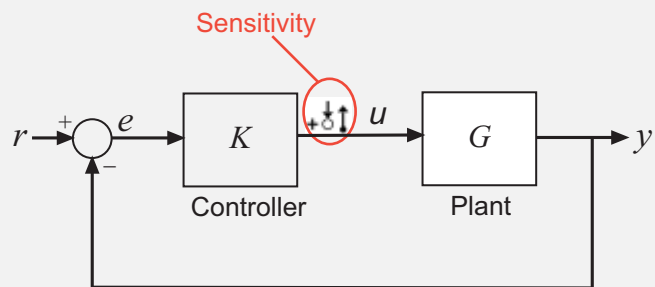 Sensitivity
r + e K + u G y
−
Controller Plant